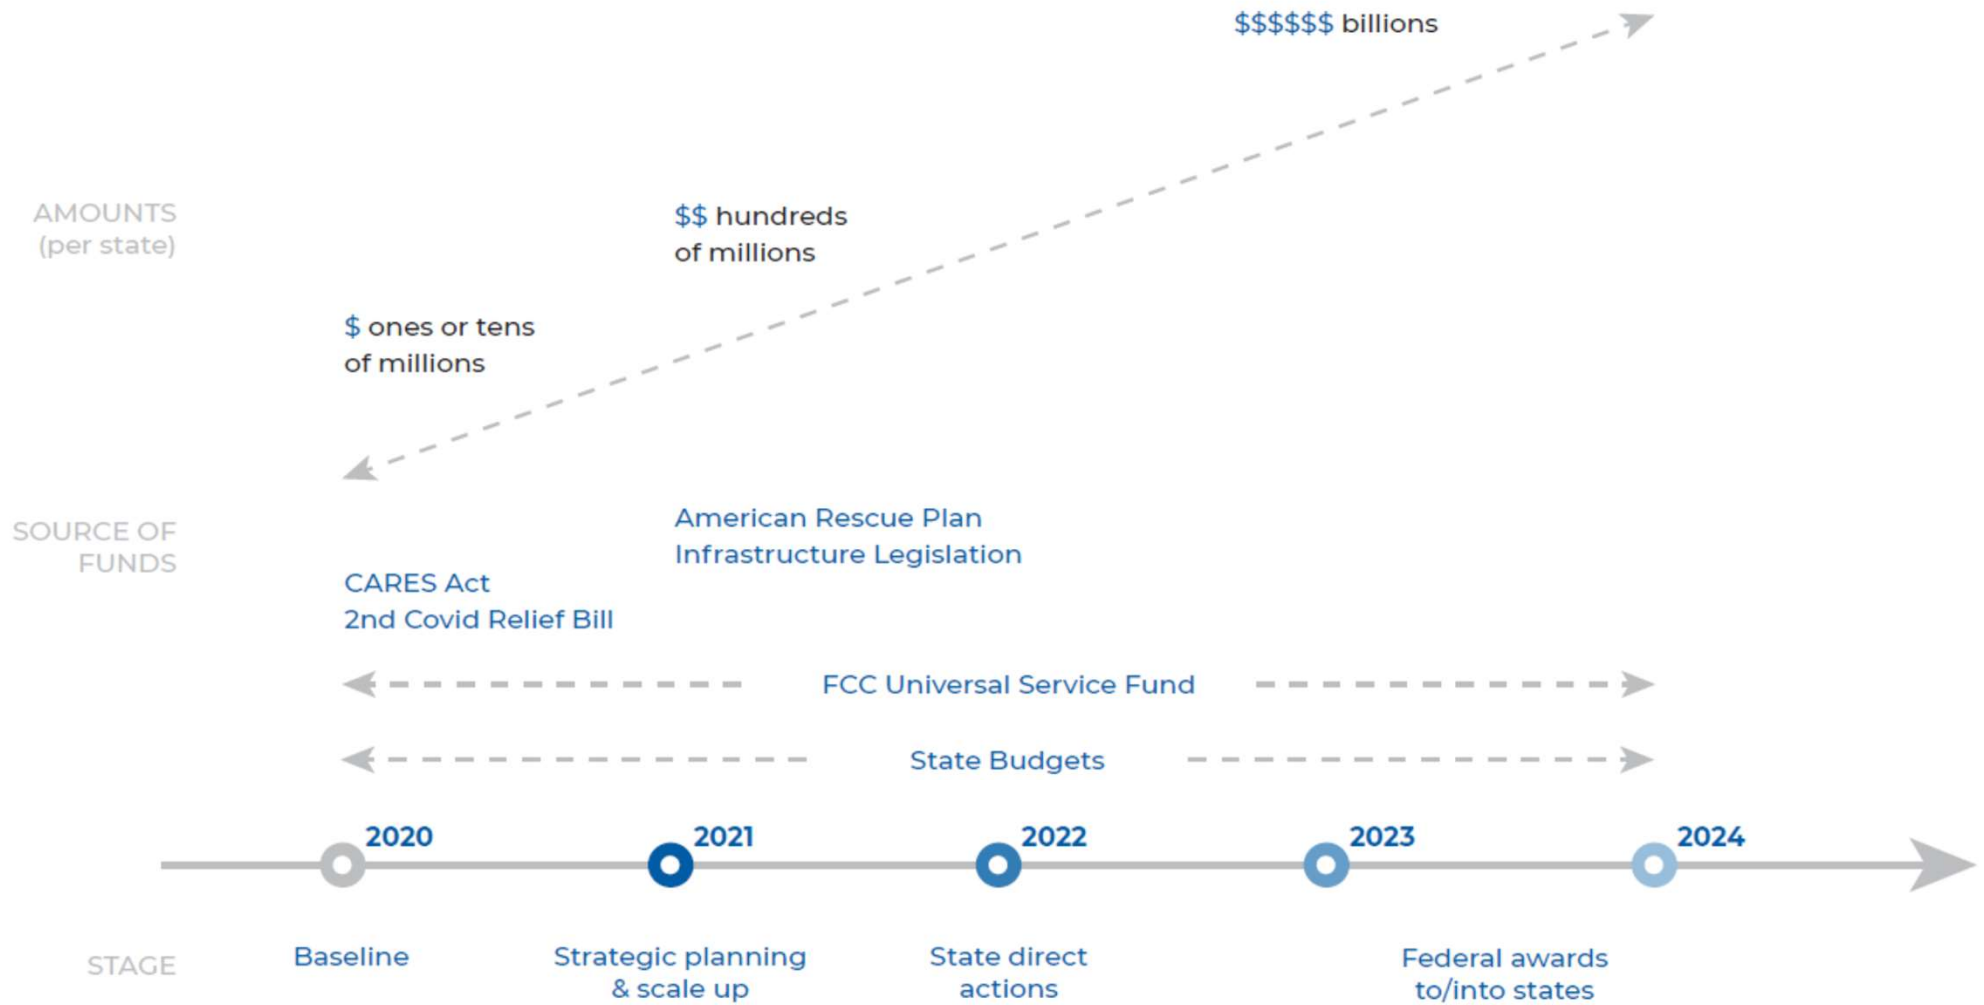 $$$$$$ billions
AMOUNTS
(per state)
$$ hundreds
of millions
$ ones or tens
of millions
SOURCE OF
FUNDS
American Rescue Plan
Infrastructure Legislation
CARES Act
2nd Covid Relief Bill
FCC Universal Service Fund
State Budgets
2020
2021
2022
2023
2024
STAGE
Baseline
Strategic planning
& scale up
State direct
actions
Federal awards
to/into states